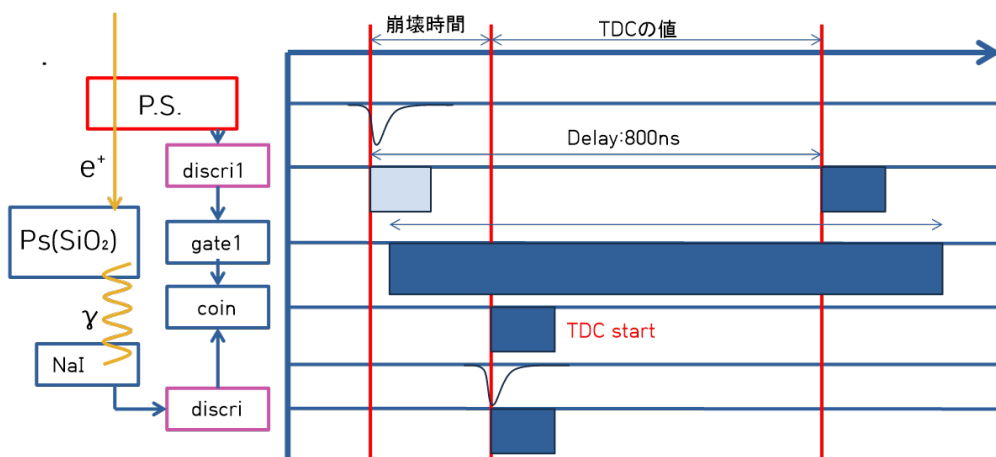 崩壊時間
TDCの値
P.S.
e⁺
discri1
Delay:800ns
Ps(SiO₂)
gate1
coin
TDC start
γ
NaI
discri